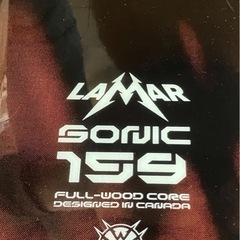 LAMAR
SONIC
159
FULL-WOOD CORE
DESIGNED IN CANADA
W